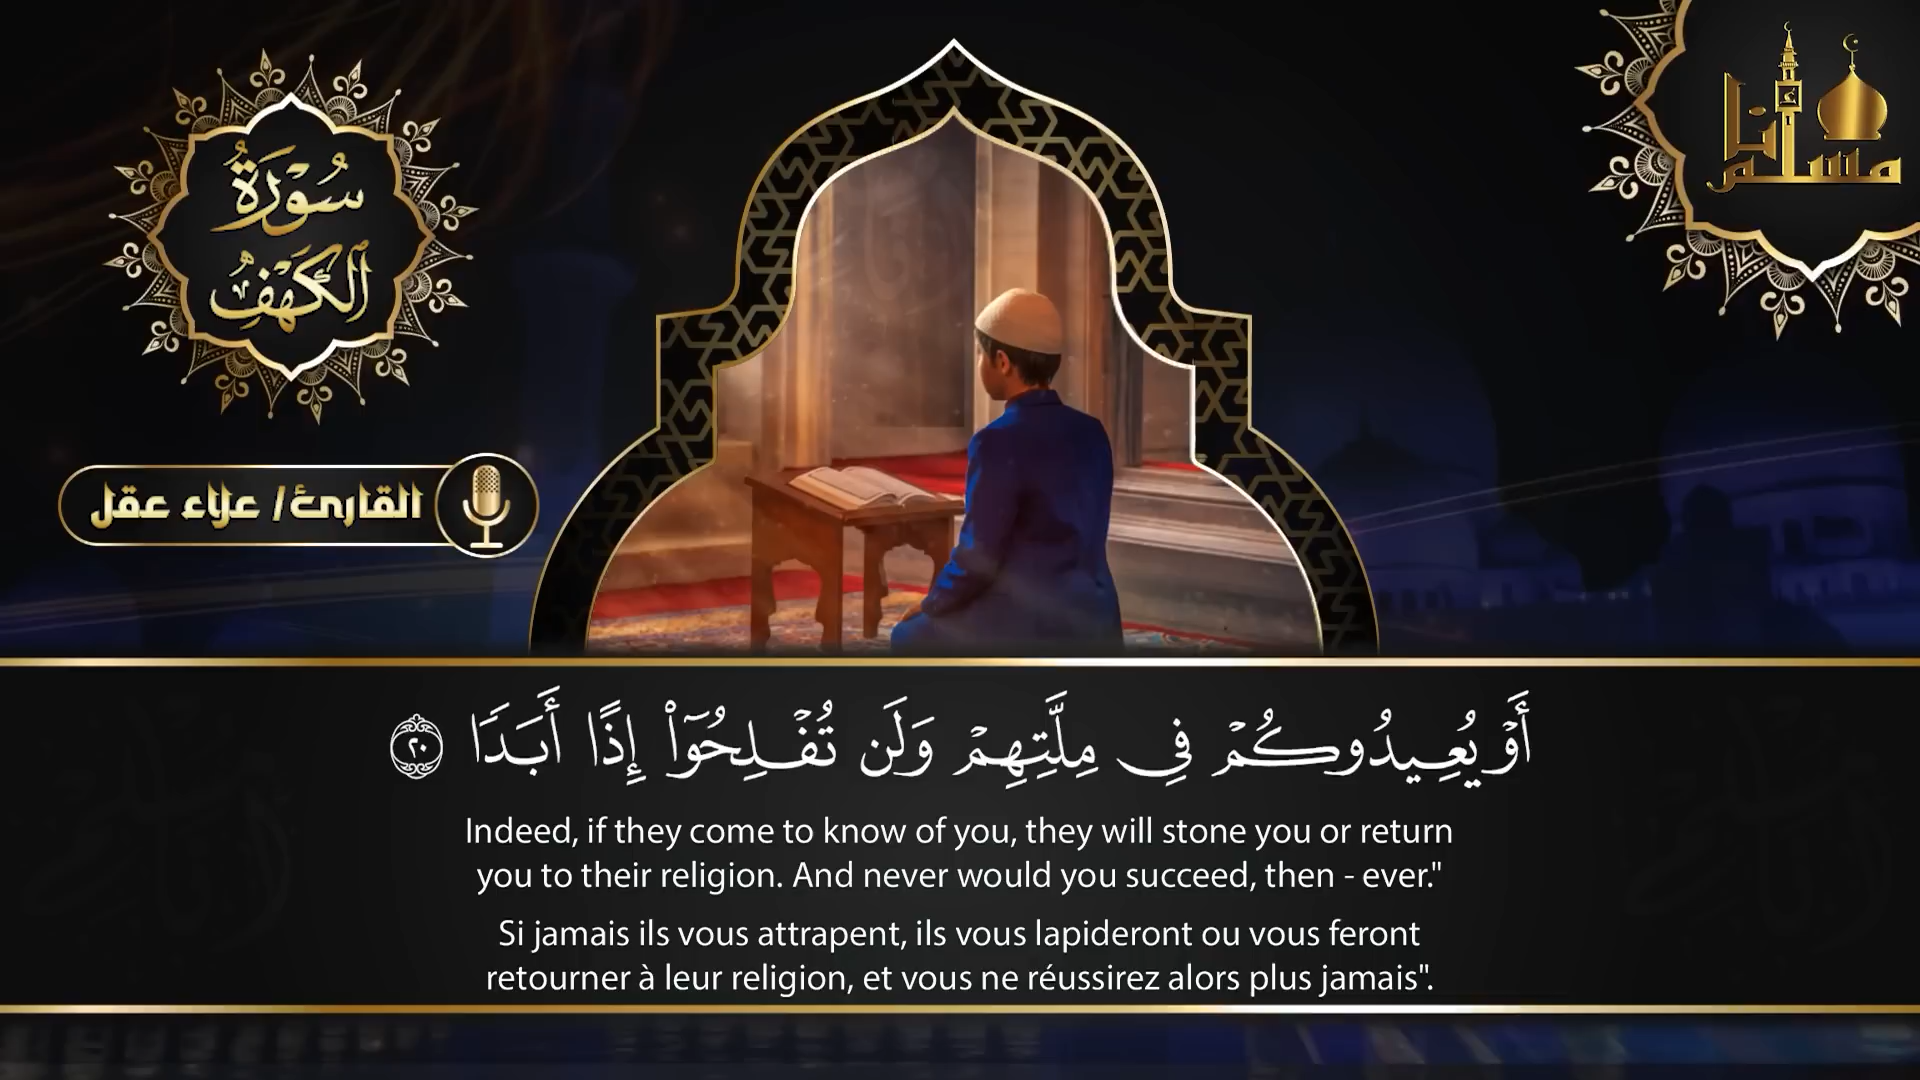 سُورَةُ
الكَهْفِ
القارئ / علاء عقل
أنا
مسلم
أَوْ يُعِيدُوكُمْ فِي مِلَّتِهِمْ وَلَن تُفْلِحُوٓا۟ إِذًا أَبَدًا ٢٠
Indeed, if they come to know of you, they will stone you or return
you to their religion. And never would you succeed, then - ever."
Si jamais ils vous attrapent, ils vous lapideront ou vous feront
retourner à leur religion, et vous ne réussirez alors plus jamais".